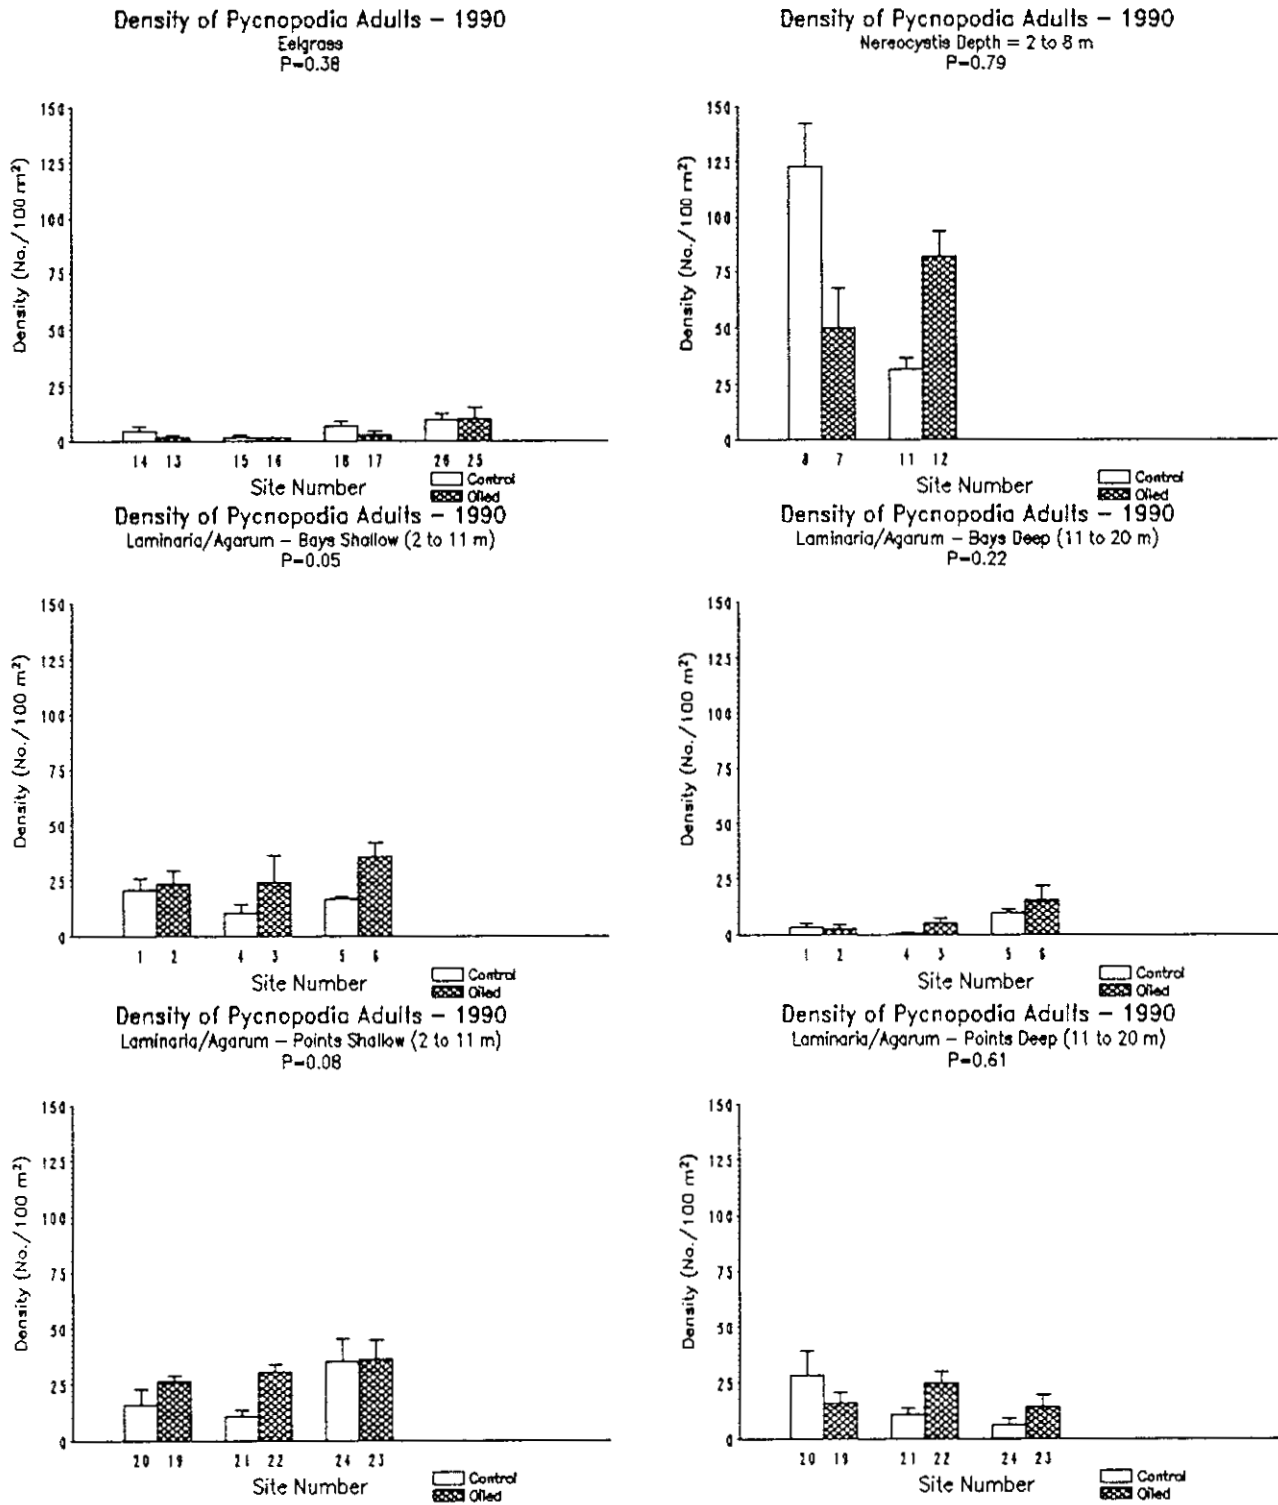 Density of Pycnopodia Adults – 1990
Eelgrass
P=0.38
150
125
100
75
50
25
0
Density (No./100 m²)
14 13 15 16 18 17 26 25
Site Number
Control
Oiled
Density of Pycnopodia Adults – 1990
Nereocystis Depth = 2 to 8 m
P=0.79
150
125
100
75
50
25
0
Density (No./100 m²)
8 7 11 12
Site Number
Control
Oiled
Density of Pycnopodia Adults – 1990
Laminaria/Agarum – Bays Shallow (2 to 11 m)
P=0.05
150
125
100
75
50
25
0
Density (No./100 m²)
1 2 4 3 5 6
Site Number
Control
Oiled
Density of Pycnopodia Adults – 1990
Laminaria/Agarum – Bays Deep (11 to 20 m)
P=0.22
150
125
100
75
50
25
0
Density (No./100 m²)
1 2 4 3 5 6
Site Number
Control
Oiled
Density of Pycnopodia Adults – 1990
Laminaria/Agarum – Points Shallow (2 to 11 m)
P=0.08
150
125
100
75
50
25
0
Density (No./100 m²)
20 19 21 22 24 23
Site Number
Control
Oiled
Density of Pycnopodia Adults – 1990
Laminaria/Agarum – Points Deep (11 to 20 m)
P=0.61
150
125
100
75
50
25
0
Density (No./100 m²)
20 19 21 22 24 23
Site Number
Control
Oiled